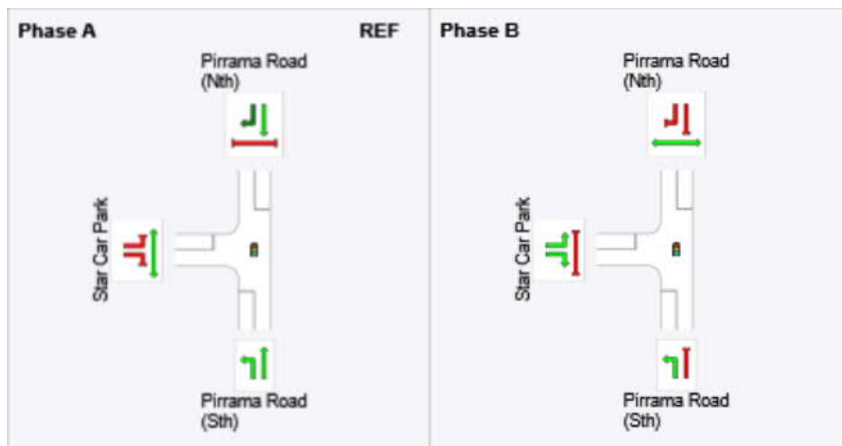 Phase A
REF
Pirrama Road
(Nth)
Star Car Park
Pirrama Road
(Sth)
Phase B
Pirrama Road
(Nth)
Star Car Park
Pirrama Road
(Sth)